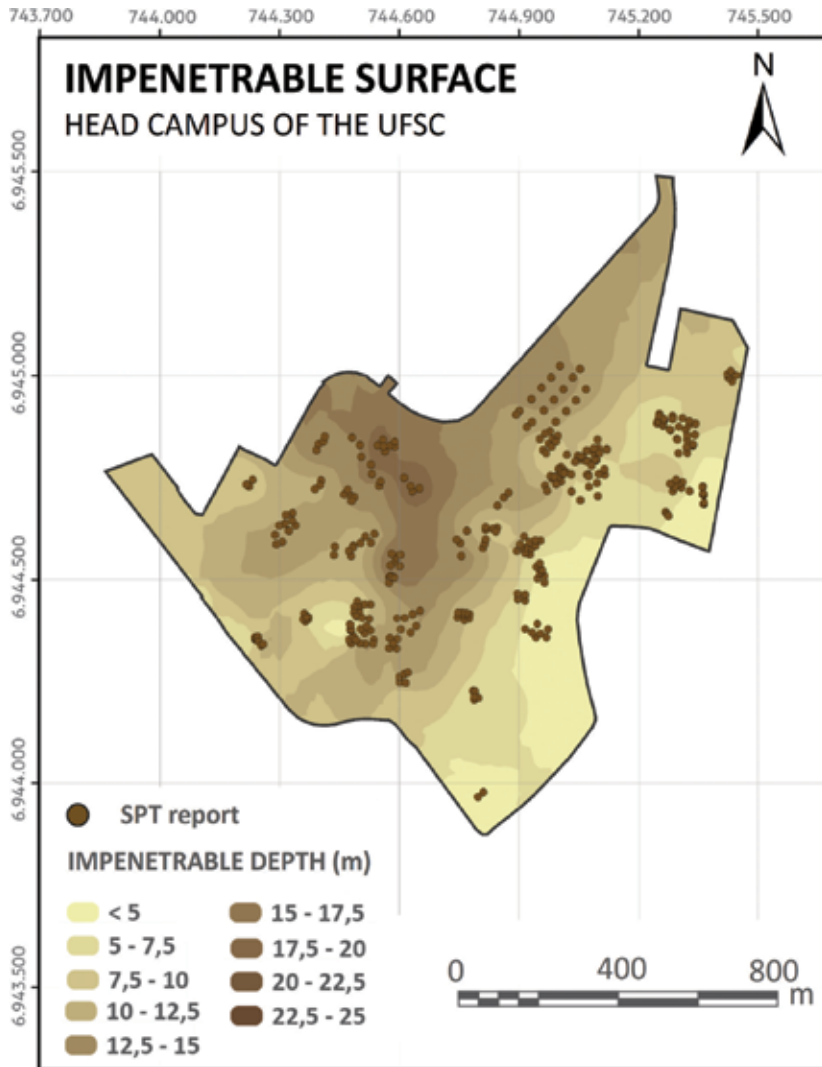 743.700 744.000 744.300 744.600 744.900 745.200 745.500
IMPENETRABLE SURFACE
HEAD CAMPUS OF THE UFSC
N
6.945.500
6.945.000
6.944.500
6.944.000
6.943.500
SPT report
IMPENETRABLE DEPTH (m)
< 5
5 - 7,5
7,5 - 10
10 - 12,5
12,5 - 15
15 - 17,5
17,5 - 20
20 - 22,5
22,5 - 25
0 400 800
m